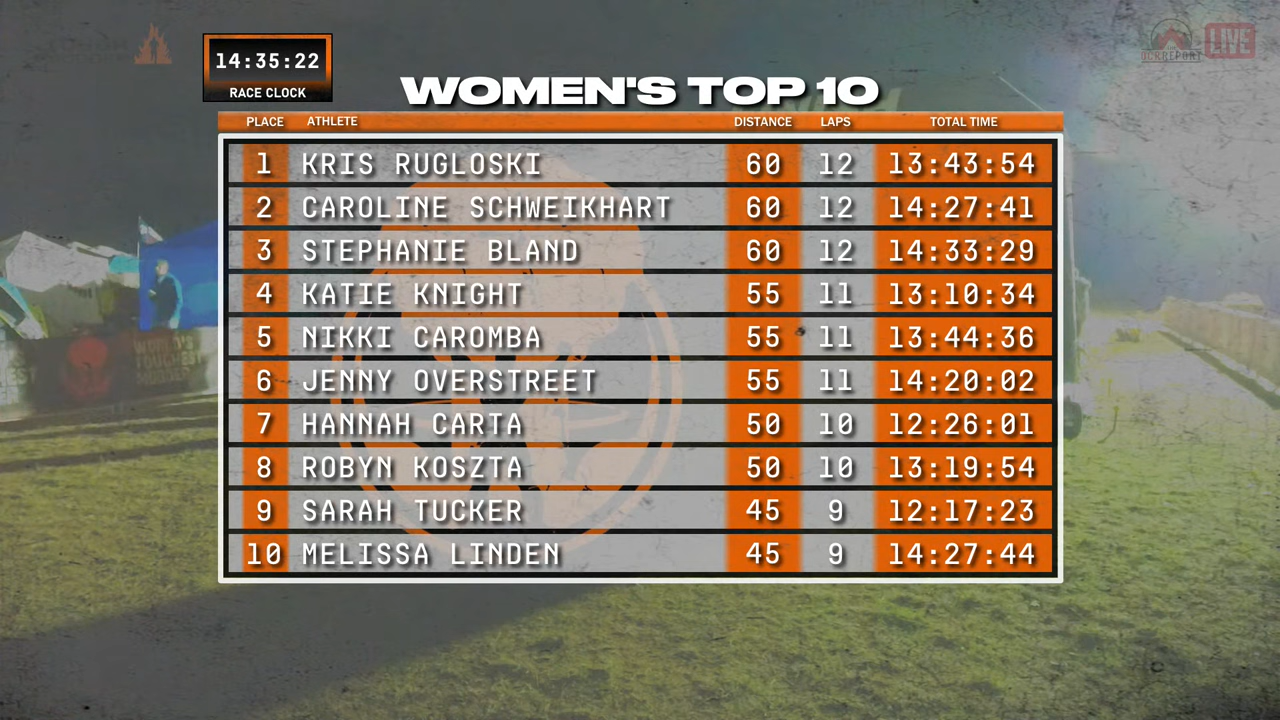 14:35:22
RACE CLOCK
LIVE
WOMEN'S TOP 10
PLACE ATHLETE DISTANCE LAPS TOTAL TIME
1 KRIS RUGLOSKI 60 12 13:43:54
2 CAROLINE SCHWEIKHART 60 12 14:27:41
3 STEPHANIE BLAND 60 12 14:33:29
4 KATIE KNIGHT 55 11 13:10:34
5 NIKKI CAROMBA 55 11 13:44:36
6 JENNY OVERSTREET 55 11 14:20:02
7 HANNAH CARTA 50 10 12:26:01
8 ROBYN KOSZTA 50 10 13:19:54
9 SARAH TUCKER 45 9 12:17:23
10 MELISSA LINDEN 45 9 14:27:44